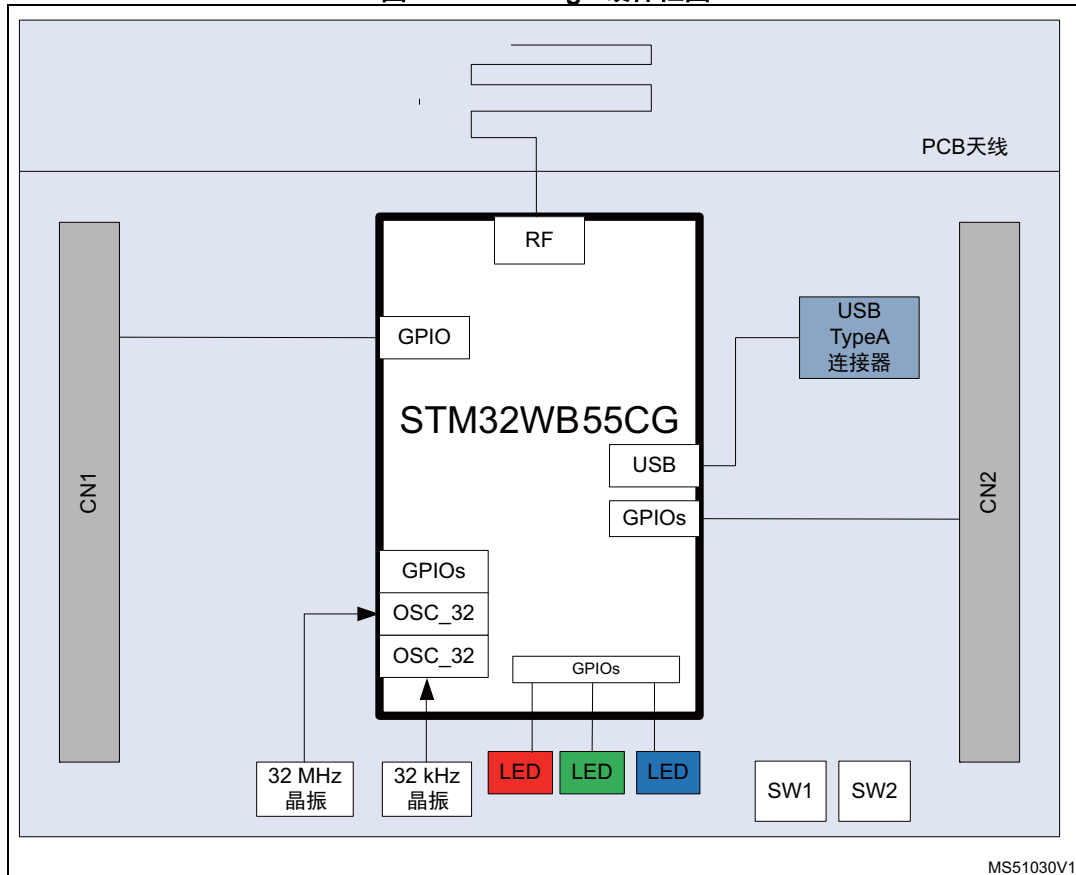 PCB天线
RF
GPIO
USB
TypeA
连接器
STM32WB55CG
USB
GPIOs
CN1
CN2
GPIOs
OSC_32
OSC_32
GPIOs
32 MHz
晶振
32 kHz
晶振
LED
LED
LED
SW1
SW2
MS51030V1